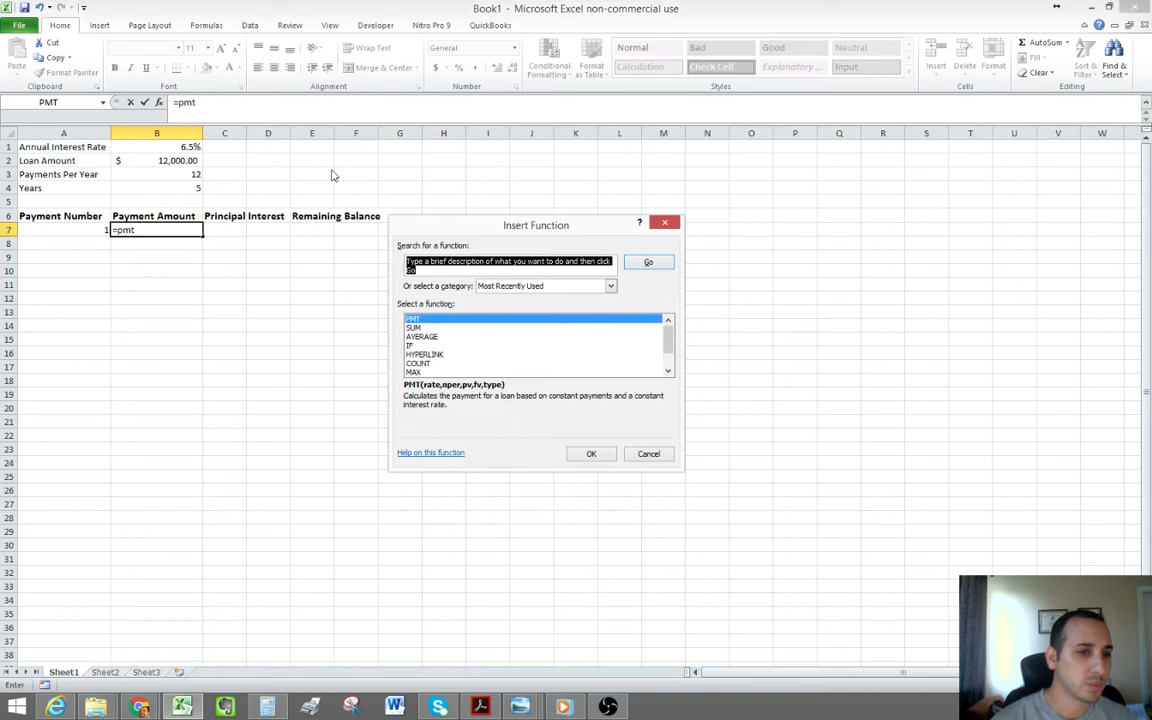 Book1 - Microsoft Excel non-commercial use
File Home Insert Page Layout Formulas Data Review View Developer Nitro Pro 9 QuickBooks
Cut
Copy
Format Painter
Paste
Clipboard
11
Font
Wrap Text
Merge & Center
Alignment
General
$ % ,
Number
Conditional Formatting
Format as Table
Normal Bad Good Neutral
Calculation Check Cell Explanatory ... Input
Styles
Insert Delete Format
Cells
AutoSum
Fill
Clear
Sort & Filter
Find & Select
Editing
PMT =pmt
A B C D E F G H I J K L M N O P Q R S T U V W
1 Annual Interest Rate 6.5%
2 Loan Amount $ 12,000.00
3 Payments Per Year 12
4 Years 5
5
6 Payment Number Payment Amount Principal Interest Remaining Balance
7 1 =pmt
8
9
10
11
12
13
14
15
16
17
18
19
20
21
22
23
24
25
26
27
28
29
30
31
32
33
34
35
36
37
38
Insert Function
Search for a function:
Type a brief description of what you want to do and then click
Go
Go
Or select a category: Most Recently Used
Select a function:
PMT
SUM
AVERAGE
IF
HYPERLINK
COUNT
MAX
PMT(rate,nper,pv,fv,type)
Calculates the payment for a loan based on constant payments and a constant
interest rate.
Help on this function
OK Cancel
Sheet1 Sheet2 Sheet3
Enter